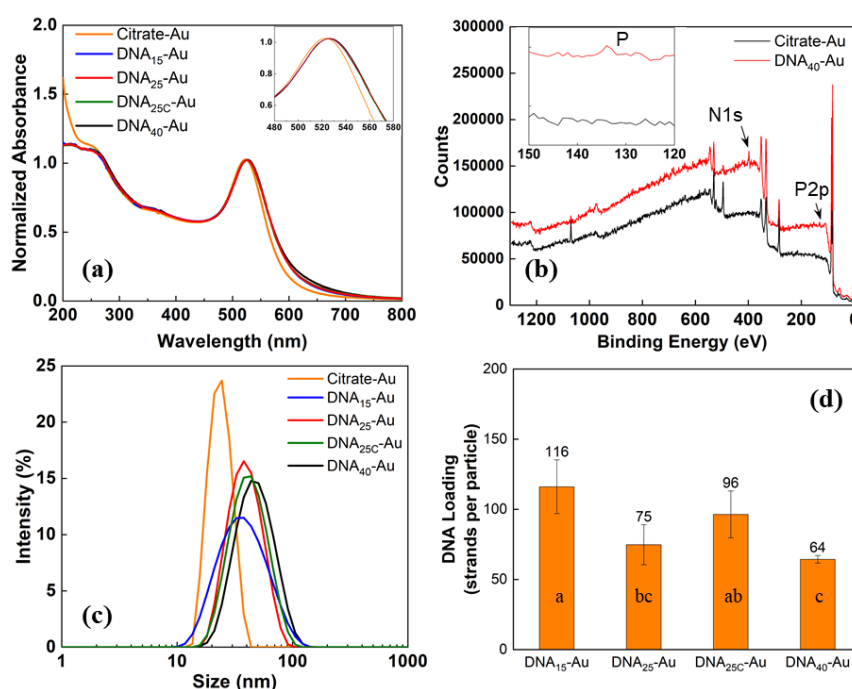 2.0
1.5
1.0
0.5
0.0
Normalized Absorbance
Citrate-Au
DNA15-Au
DNA25-Au
DNA25C-Au
DNA40-Au
1.0
0.8
0.6
480 500 520 540 560 580
(a)
200 300 400 500 600 700 800
Wavelength (nm)
300000
250000
200000
150000
100000
50000
0
Counts
P
150 140 130 120
Citrate-Au
DNA40-Au
N1s
P2p
(b)
1200 1000 800 600 400 200 0
Binding Energy (eV)
25
20
15
10
5
0
Intensity (%)
Citrate-Au
DNA15-Au
DNA25-Au
DNA25C-Au
DNA40-Au
(c)
1 10 100 1000
Size (nm)
200
150
100
50
0
DNA Loading
(strands per particle)
(d)
116
75
96
64
a
bc
ab
c
DNA15-Au DNA25-Au DNA25C-Au DNA40-Au